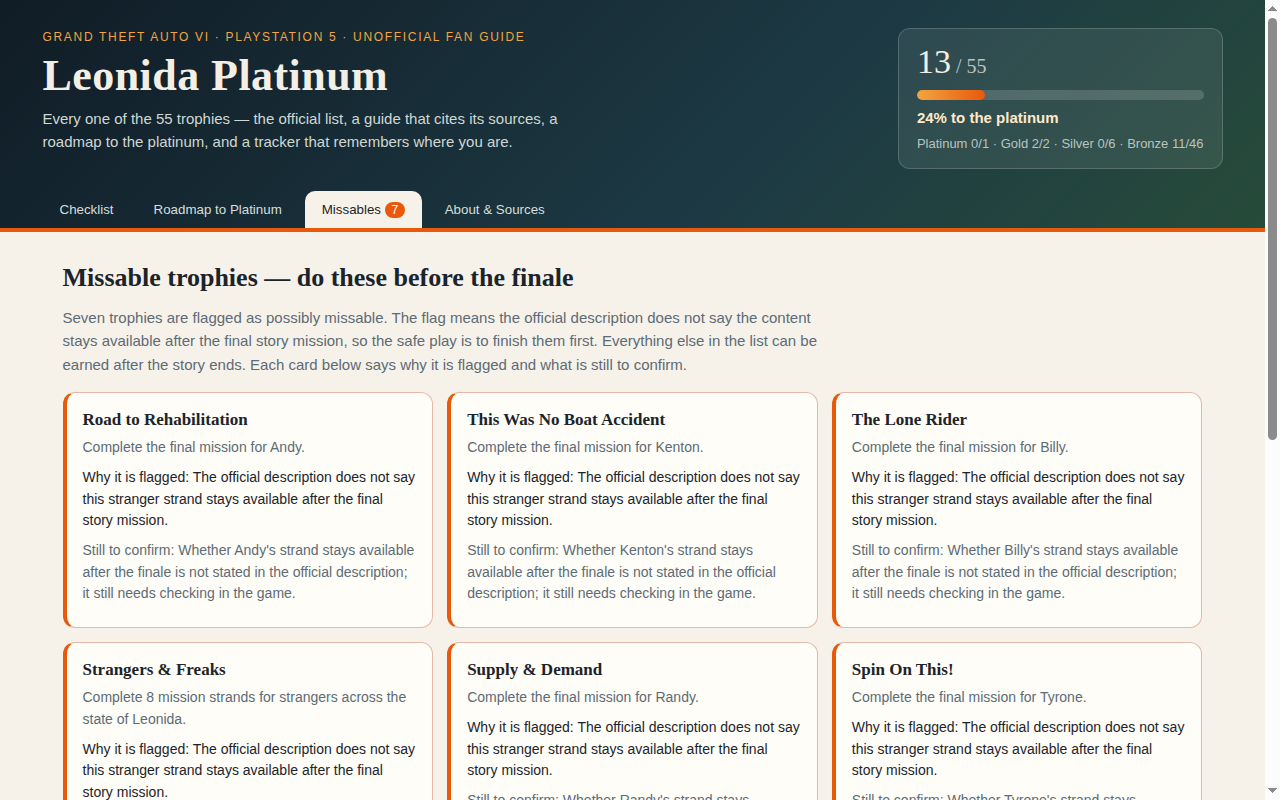 GRAND THEFT AUTO VI · PLAYSTATION 5 · UNOFFICIAL FAN GUIDE
Leonida Platinum
Every one of the 55 trophies — the official list, a guide that cites its sources, a
roadmap to the platinum, and a tracker that remembers where you are.
13 / 55
24% to the platinum
Platinum 0/1 · Gold 2/2 · Silver 0/6 · Bronze 11/46
Checklist
Roadmap to Platinum
Missables 7
About & Sources
Missable trophies — do these before the finale
Seven trophies are flagged as possibly missable. The flag means the official description does not say the content
stays available after the final story mission, so the safe play is to finish them first. Everything else in the list can be
earned after the story ends. Each card below says why it is flagged and what is still to confirm.
Road to Rehabilitation
Complete the final mission for Andy.
Why it is flagged: The official description does not say
this stranger strand stays available after the final
story mission.
Still to confirm: Whether Andy's strand stays available
after the finale is not stated in the official description;
it still needs checking in the game.
This Was No Boat Accident
Complete the final mission for Kenton.
Why it is flagged: The official description does not say
this stranger strand stays available after the final
story mission.
Still to confirm: Whether Kenton's strand stays
available after the finale is not stated in the official
description; it still needs checking in the game.
The Lone Rider
Complete the final mission for Billy.
Why it is flagged: The official description does not say
this stranger strand stays available after the final
story mission.
Still to confirm: Whether Billy's strand stays available
after the finale is not stated in the official description;
it still needs checking in the game.
Strangers & Freaks
Complete 8 mission strands for strangers across the
state of Leonida.
Why it is flagged: The official description does not say
this stranger strand stays available after the final
story mission.
Supply & Demand
Complete the final mission for Randy.
Why it is flagged: The official description does not say
this stranger strand stays available after the final
story mission.
Still to confirm: Whether Randy's strand stays
Spin On This!
Complete the final mission for Tyrone.
Why it is flagged: The official description does not say
this stranger strand stays available after the final
story mission.
Still to confirm: Whether Tyrone's strand stays